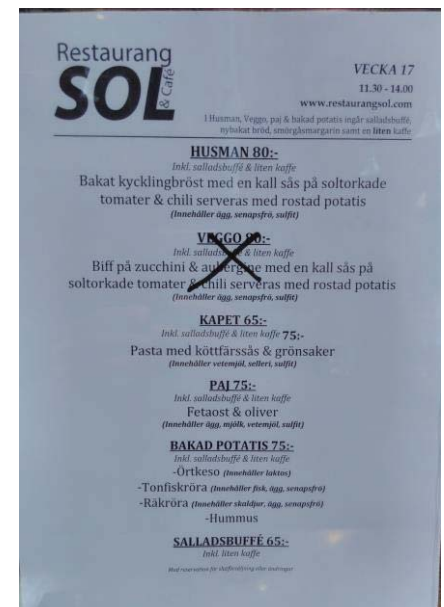 Restaurang
SOL & Café
VECKA 17
11.30 - 14.00
www.restaurangsol.com
I Husman, Veggo, paj & bakad potatis ingår salladsbuffé,
nybakat bröd, smörgåsmargarin samt en liten kaffe
HUSMAN 80:-
Inkl. salladsbuffé & liten kaffe
Bakat kycklingbröst med en kall sås på soltorkade
tomater & chili serveras med rostad potatis
(Innehåller ägg, senapsfrö, sulfit)
VEGGO 80:-
Inkl. salladsbuffé & liten kaffe
Biff på zucchini & aubergine med en kall sås på
soltorkade tomater & chili serveras med rostad potatis
(Innehåller ägg, senapsfrö, sulfit)
KAPET 65:-
Inkl. salladsbuffé & liten kaffe 75:-
Pasta med köttfärssås & grönsaker
(Innehåller vetemjöl, selleri, sulfit)
PAJ 75:-
Inkl. salladsbuffé & liten kaffe
Fetaost & oliver
(Innehåller ägg, mjölk, vetemjöl, sulfit)
BAKAD POTATIS 75:-
Inkl. salladsbuffé & liten kaffe
-Örtkeso (Innehåller laktos)
-Tonfiskröra (Innehåller fisk, ägg, senapsfrö)
-Räkröra (Innehåller skaldjur, ägg, senapsfrö)
-Hummus
SALLADSBUFFÉ 65:-
Inkl. liten kaffe
Med reservation för slutförsäljning eller ändringar